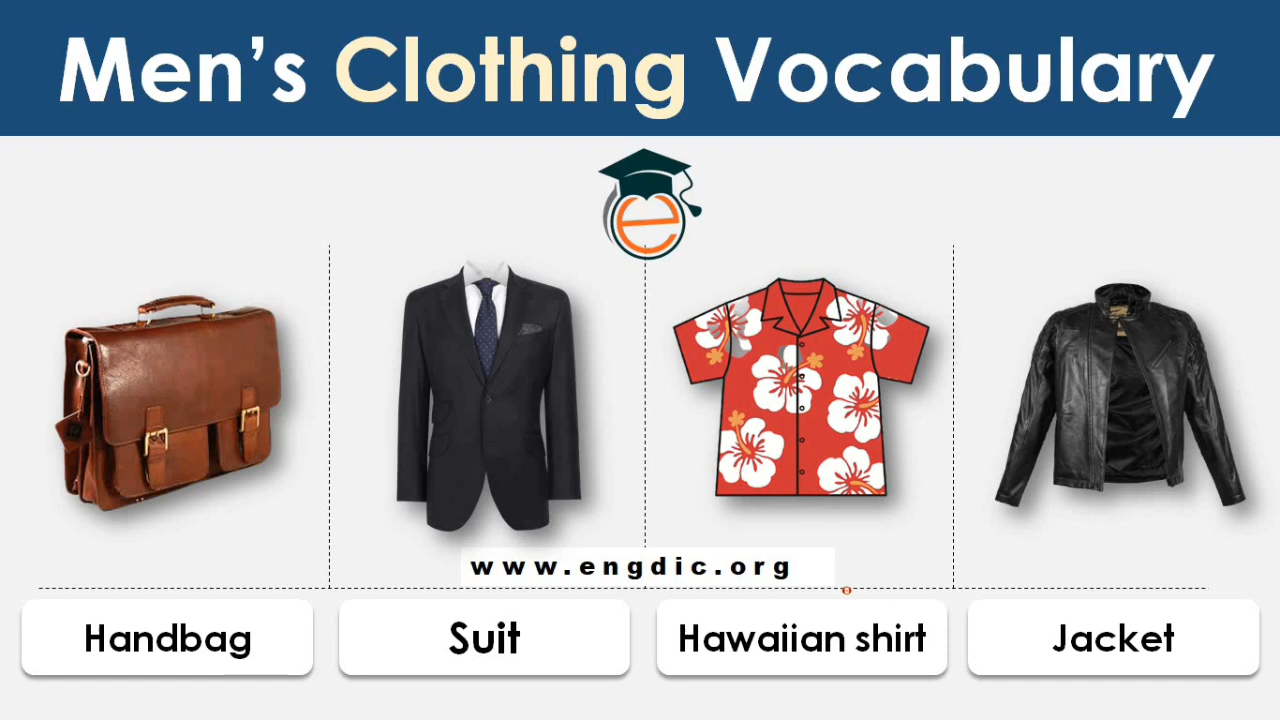 Men's Clothing Vocabulary
e
www.engdic.org
Handbag
Suit
Hawaiian shirt
Jacket